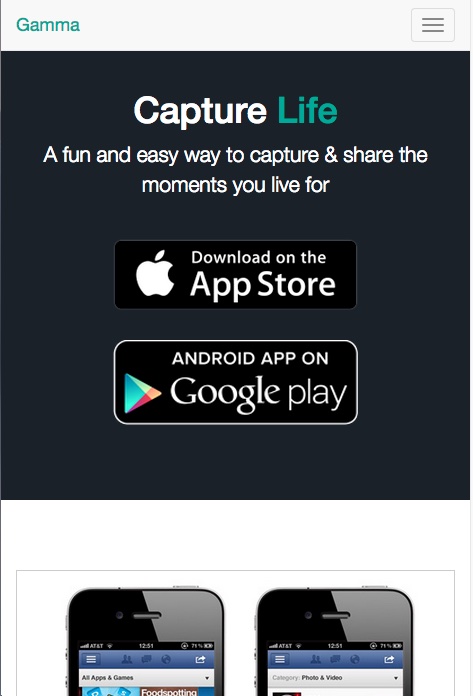 Gamma
Capture Life
A fun and easy way to capture & share the
moments you live for
Download on the
App Store
ANDROID APP ON
Google play
AT&T 12:51 71%
AT&T 12:51 71%
All Apps & Games
Category: Photo & Video
Foodspotting